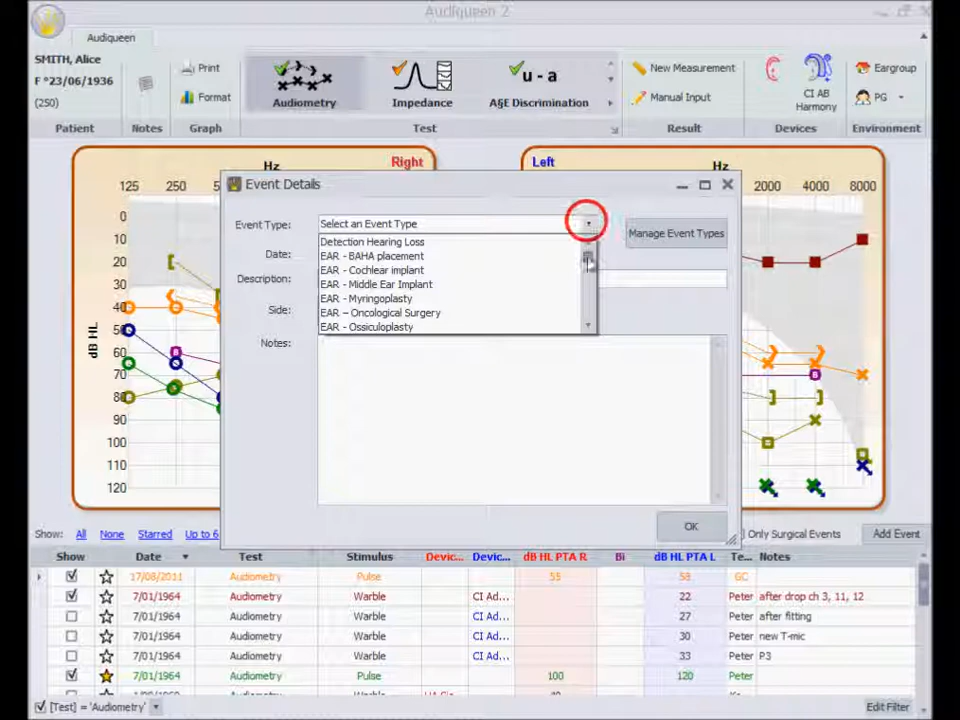 Audiqueen 2
Audiqueen
SMITH, Alice
F °23/06/1936
(250)
Patient
Notes
Print
Format
Graph
Audiometry
Impedance
u - a
A§E Discrimination
Test
New Measurement
Manual Input
Result
CI AB
Harmony
Devices
Eargroup
PG
Environment
Hz
Right
125 250
Left
Hz
2000 4000 8000
0
10
20
30
40
50
60
70
80
90
100
110
120
dB HL
Event Details
Event Type:
Select an Event Type
Manage Event Types
Detection Hearing Loss
Date:
EAR - BAHA placement
EAR - Cochlear implant
Description:
EAR - Middle Ear Implant
EAR - Myringoplasty
Side:
EAR – Oncological Surgery
EAR - Ossiculoplasty
Notes:
OK
Show: All None Starred Up to 6
Only Surgical Events
Add Event
Show Date Test Stimulus Devic... Devic... dB HL PTA R Bi dB HL PTA L Te... Notes
17/08/2011 Audiometry Pulse 55 58 GC
7/01/1964 Audiometry Warble CI Ad... 22 Peter after drop ch 3, 11, 12
7/01/1964 Audiometry Warble CI Ad... 27 Peter after fitting
7/01/1964 Audiometry Warble CI Ad... 30 Peter new T-mic
7/01/1964 Audiometry Warble CI Ad... 33 Peter P3
7/01/1964 Audiometry Pulse 100 120 Peter
[Test] = 'Audiometry'
Edit Filter